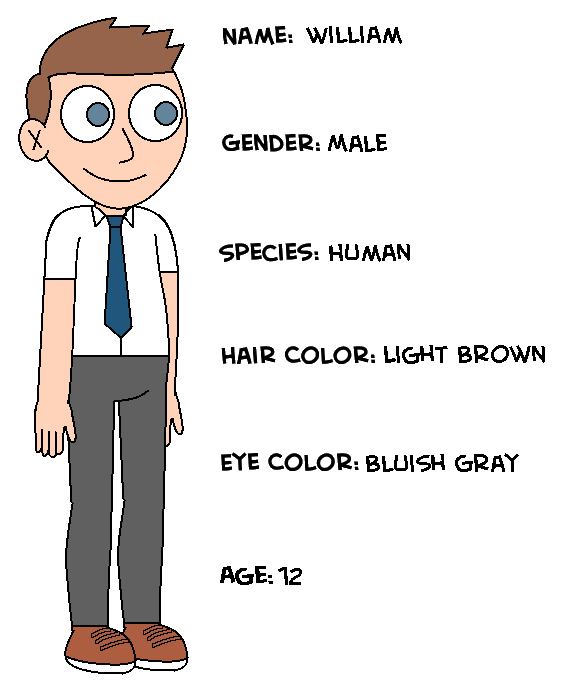 NAME: WILLIAM
GENDER: MALE
SPECIES: HUMAN
HAIR COLOR: LIGHT BROWN
EYE COLOR: BLUISH GRAY
AGE: 12